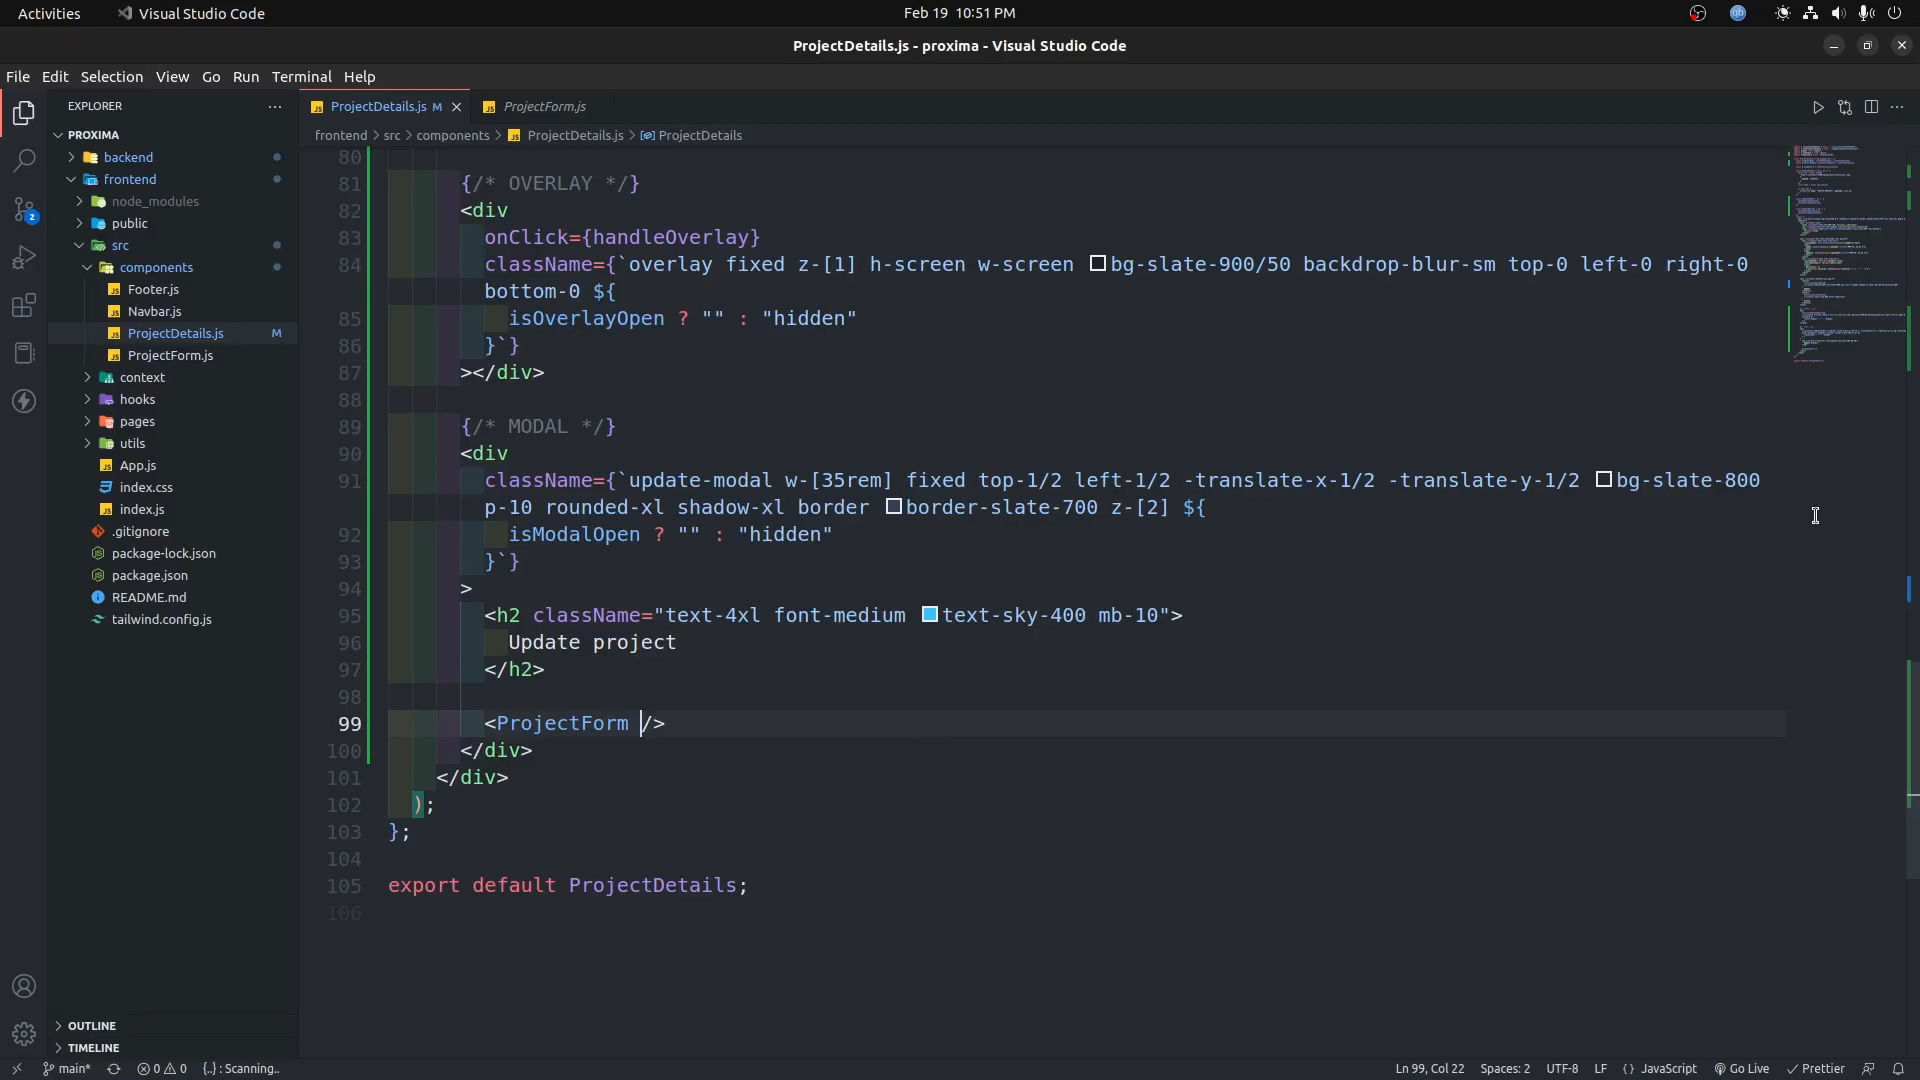 Activities
Visual Studio Code
Feb 19 10:51 PM
ProjectDetails.js - proxima - Visual Studio Code
File Edit Selection View Go Run Terminal Help
EXPLORER
ProjectDetails.js M
ProjectForm.js
frontend > src > components > ProjectDetails.js > ProjectDetails
PROXIMA
backend
frontend
node_modules
public
src
components
Footer.js
Navbar.js
ProjectDetails.js M
ProjectForm.js
context
hooks
pages
utils
App.js
index.css
index.js
.gitignore
package-lock.json
package.json
README.md
tailwind.config.js
OUTLINE
TIMELINE
2
80
81 {/* OVERLAY */}
82 <div
83 onClick={handleOverlay}
84 className={`overlay fixed z-[1] h-screen w-screen bg-slate-900/50 backdrop-blur-sm top-0 left-0 right-0
bottom-0 ${
85 isOverlayOpen ? "" : "hidden"
86 }`}
87 ></div>
88
89 {/* MODAL */}
90 <div
91 className={`update-modal w-[35rem] fixed top-1/2 left-1/2 -translate-x-1/2 -translate-y-1/2 bg-slate-800
p-10 rounded-xl shadow-xl border border-slate-700 z-[2] ${
92 isModalOpen ? "" : "hidden"
93 }`}
94 >
95 <h2 className="text-4xl font-medium text-sky-400 mb-10">
96 Update project
97 </h2>
98
99 <ProjectForm />
100 </div>
101 </div>
102 );
103 };
104
105 export default ProjectDetails;
106
main* 0 0 {..} : Scanning..
Ln 99, Col 22 Spaces: 2 UTF-8 LF {} JavaScript Go Live Prettier